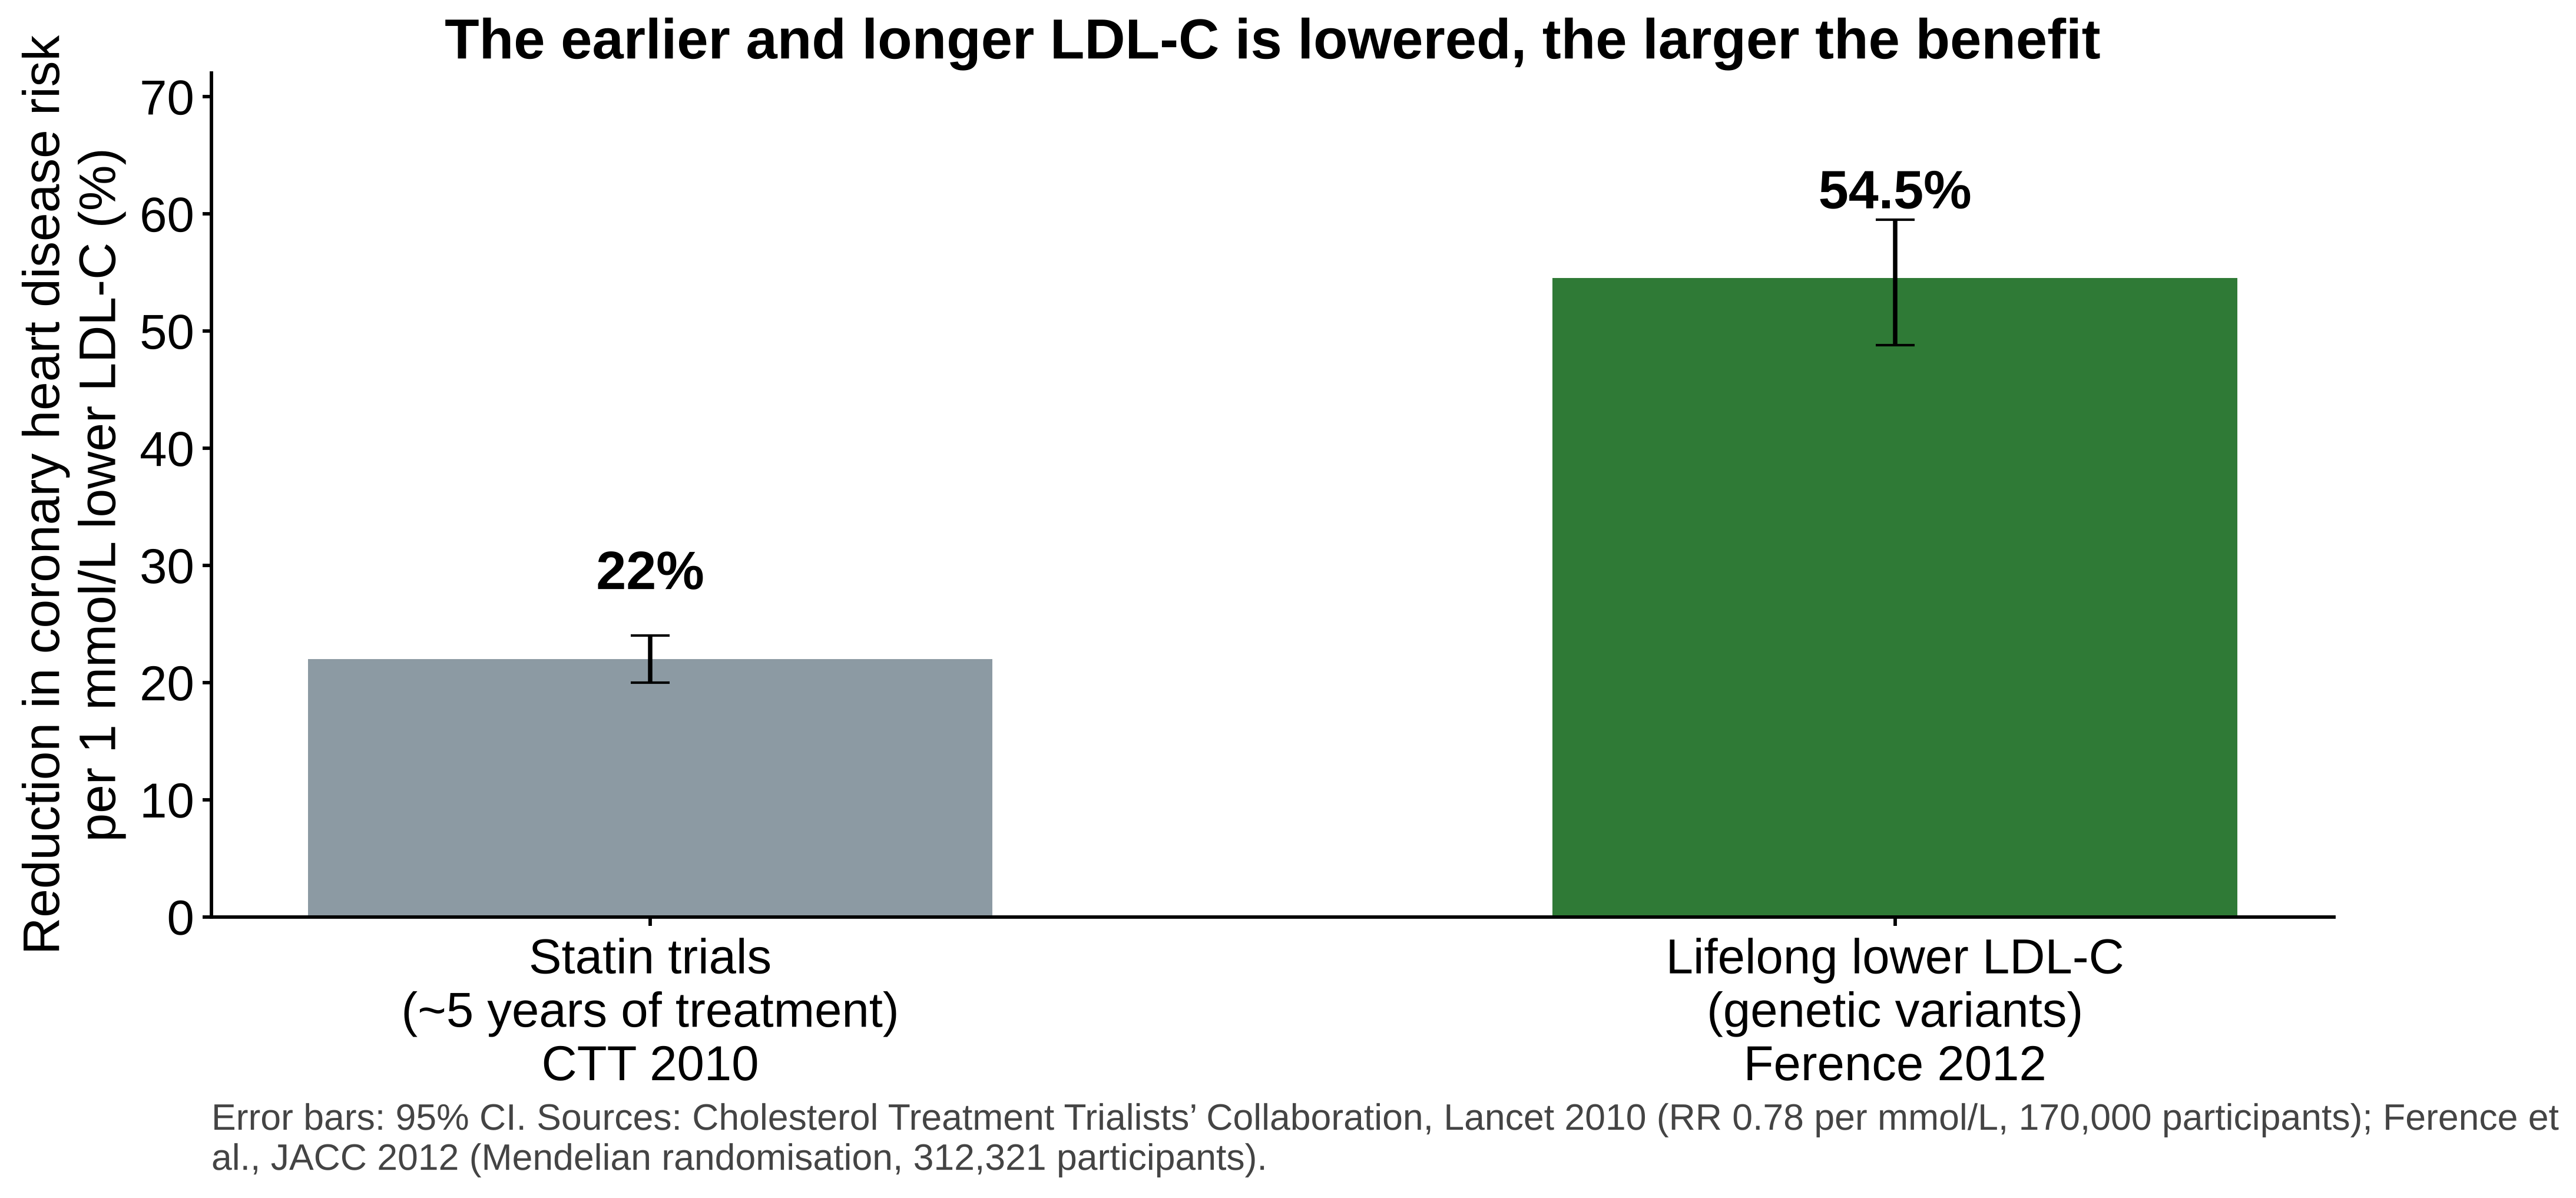 The earlier and longer LDL-C is lowered, the larger the benefit
Reduction in coronary heart disease risk
per 1 mmol/L lower LDL-C (%)
70
60
50
40
30
20
10
0
22%
54.5%
Statin trials
(~5 years of treatment)
CTT 2010
Lifelong lower LDL-C
(genetic variants)
Ference 2012
Error bars: 95% CI. Sources: Cholesterol Treatment Trialists’ Collaboration, Lancet 2010 (RR 0.78 per mmol/L, 170,000 participants); Ference et
al., JACC 2012 (Mendelian randomisation, 312,321 participants).